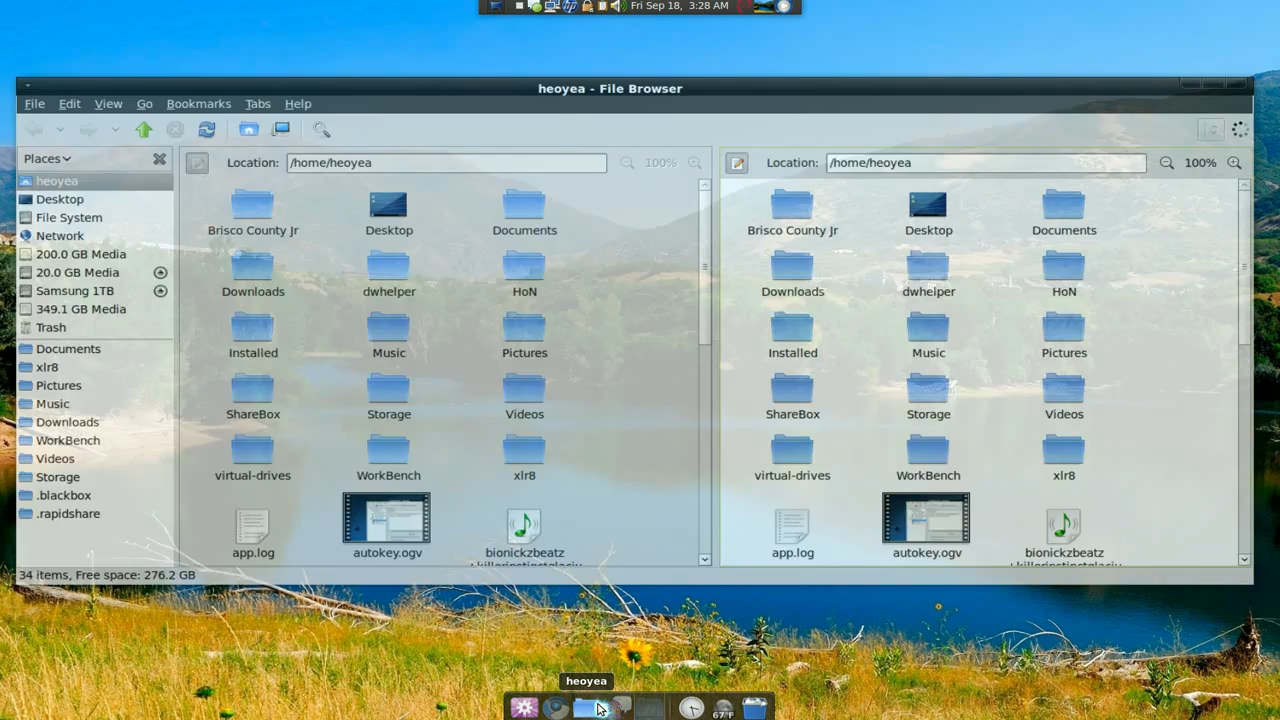 Fri Sep 18, 3:28 AM
heoyea - File Browser
File Edit View Go Bookmarks Tabs Help
Places
heoyea
Desktop
File System
Network
200.0 GB Media
20.0 GB Media
Samsung 1TB
349.1 GB Media
Trash
Documents
xlr8
Pictures
Music
Downloads
WorkBench
Videos
Storage
.blackbox
.rapidshare
Location: /home/heoyea 100%
Brisco County Jr Desktop Documents
Downloads dwhelper HoN
Installed Music Pictures
ShareBox Storage Videos
virtual-drives WorkBench xlr8
app.log autokey.ogv bionickzbeatz
Location: /home/heoyea 100%
Brisco County Jr Desktop Documents
Downloads dwhelper HoN
Installed Music Pictures
ShareBox Storage Videos
virtual-drives WorkBench xlr8
app.log autokey.ogv bionickzbeatz
34 items, Free space: 276.2 GB
heoyea
67°F